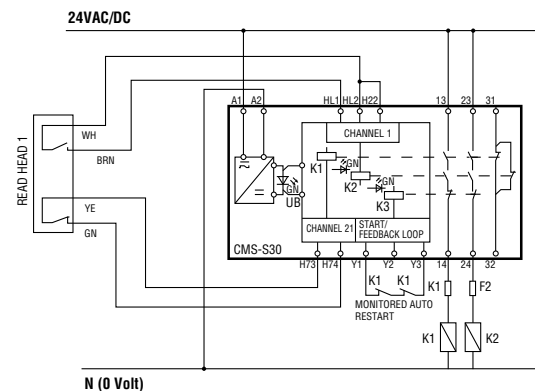 24VAC/DC
A1 A2 HL1 HL2 H22 13 23 31
READ HEAD 1
WH
BRN
YE
GN
CHANNEL 1
K1
GN
K2
GN
K3
GN
UB
CHANNEL 21
START/
FEEDBACK LOOP
CMS-S30
H73 H74 Y1 Y2 Y3 14 24 32
K1 K1
MONITORED AUTO
RESTART
K1 F2
K1 K2
N (0 Volt)